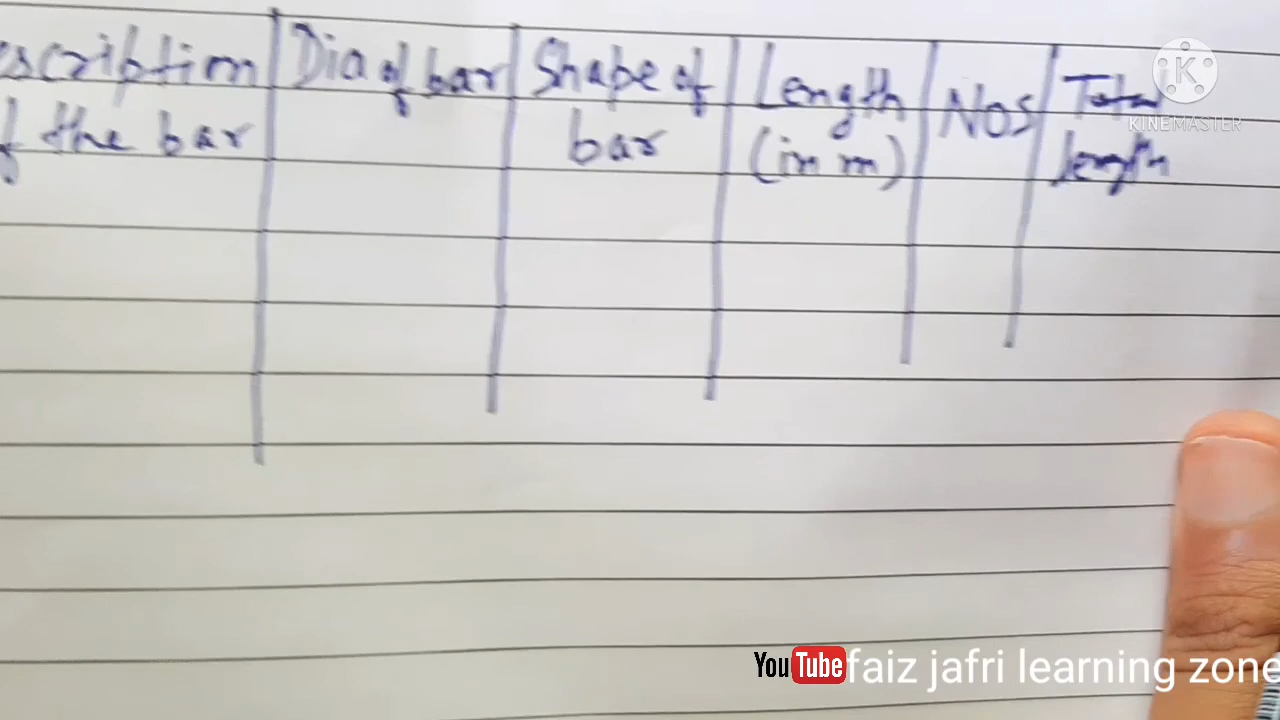 escription
of the bar
Dia of bar
Shape of
bar
Length
(in m)
Nos
Total
length
KINEMASTER
YouTube faiz jafri learning zone